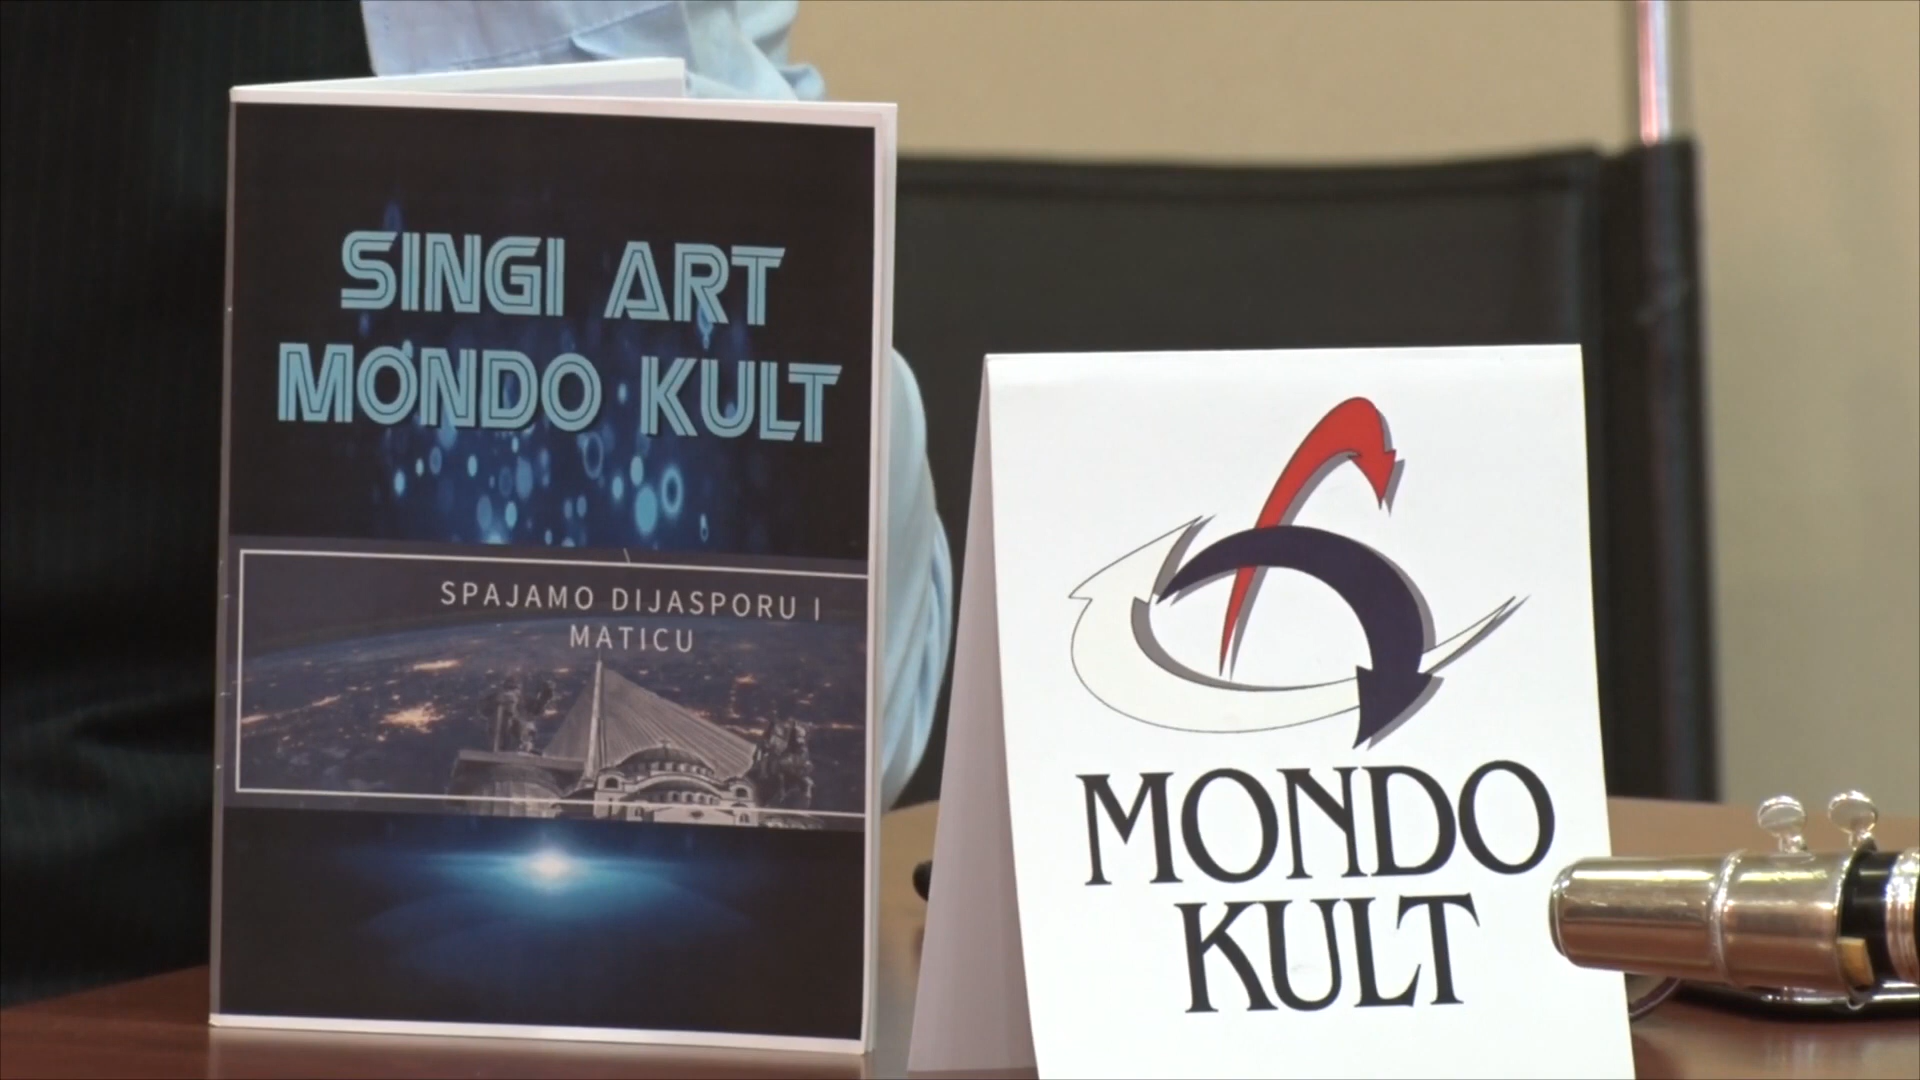 SINGI ART
MONDO KULT
SPAJAMO DIJASPORU I
MATICU
MONDO
KULT